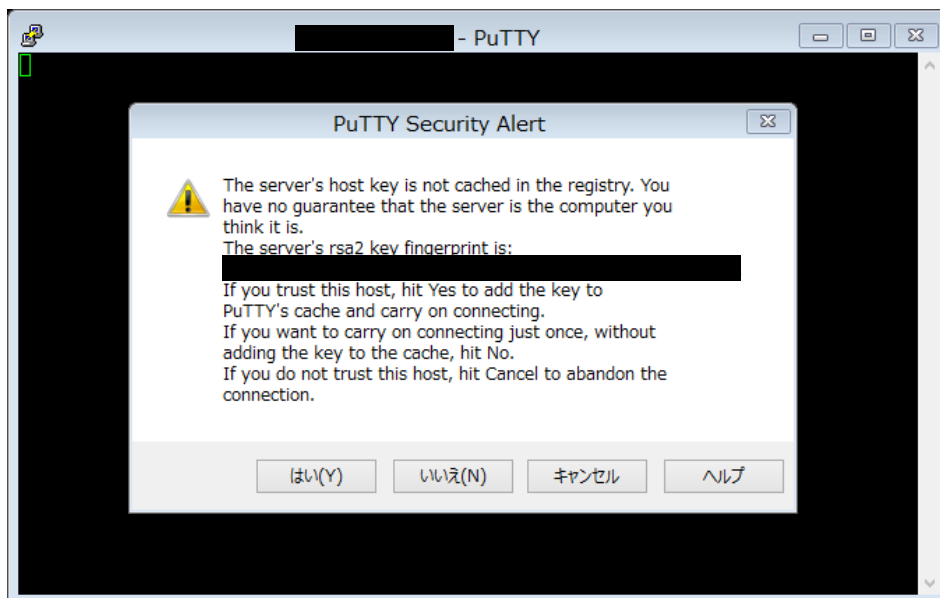 - PuTTY
PuTTY Security Alert
The server's host key is not cached in the registry. You
have no guarantee that the server is the computer you
think it is.
The server's rsa2 key fingerprint is:
If you trust this host, hit Yes to add the key to
PuTTY's cache and carry on connecting.
If you want to carry on connecting just once, without
adding the key to the cache, hit No.
If you do not trust this host, hit Cancel to abandon the
connection.
はい(Y) いいえ(N) キャンセル ヘルプ